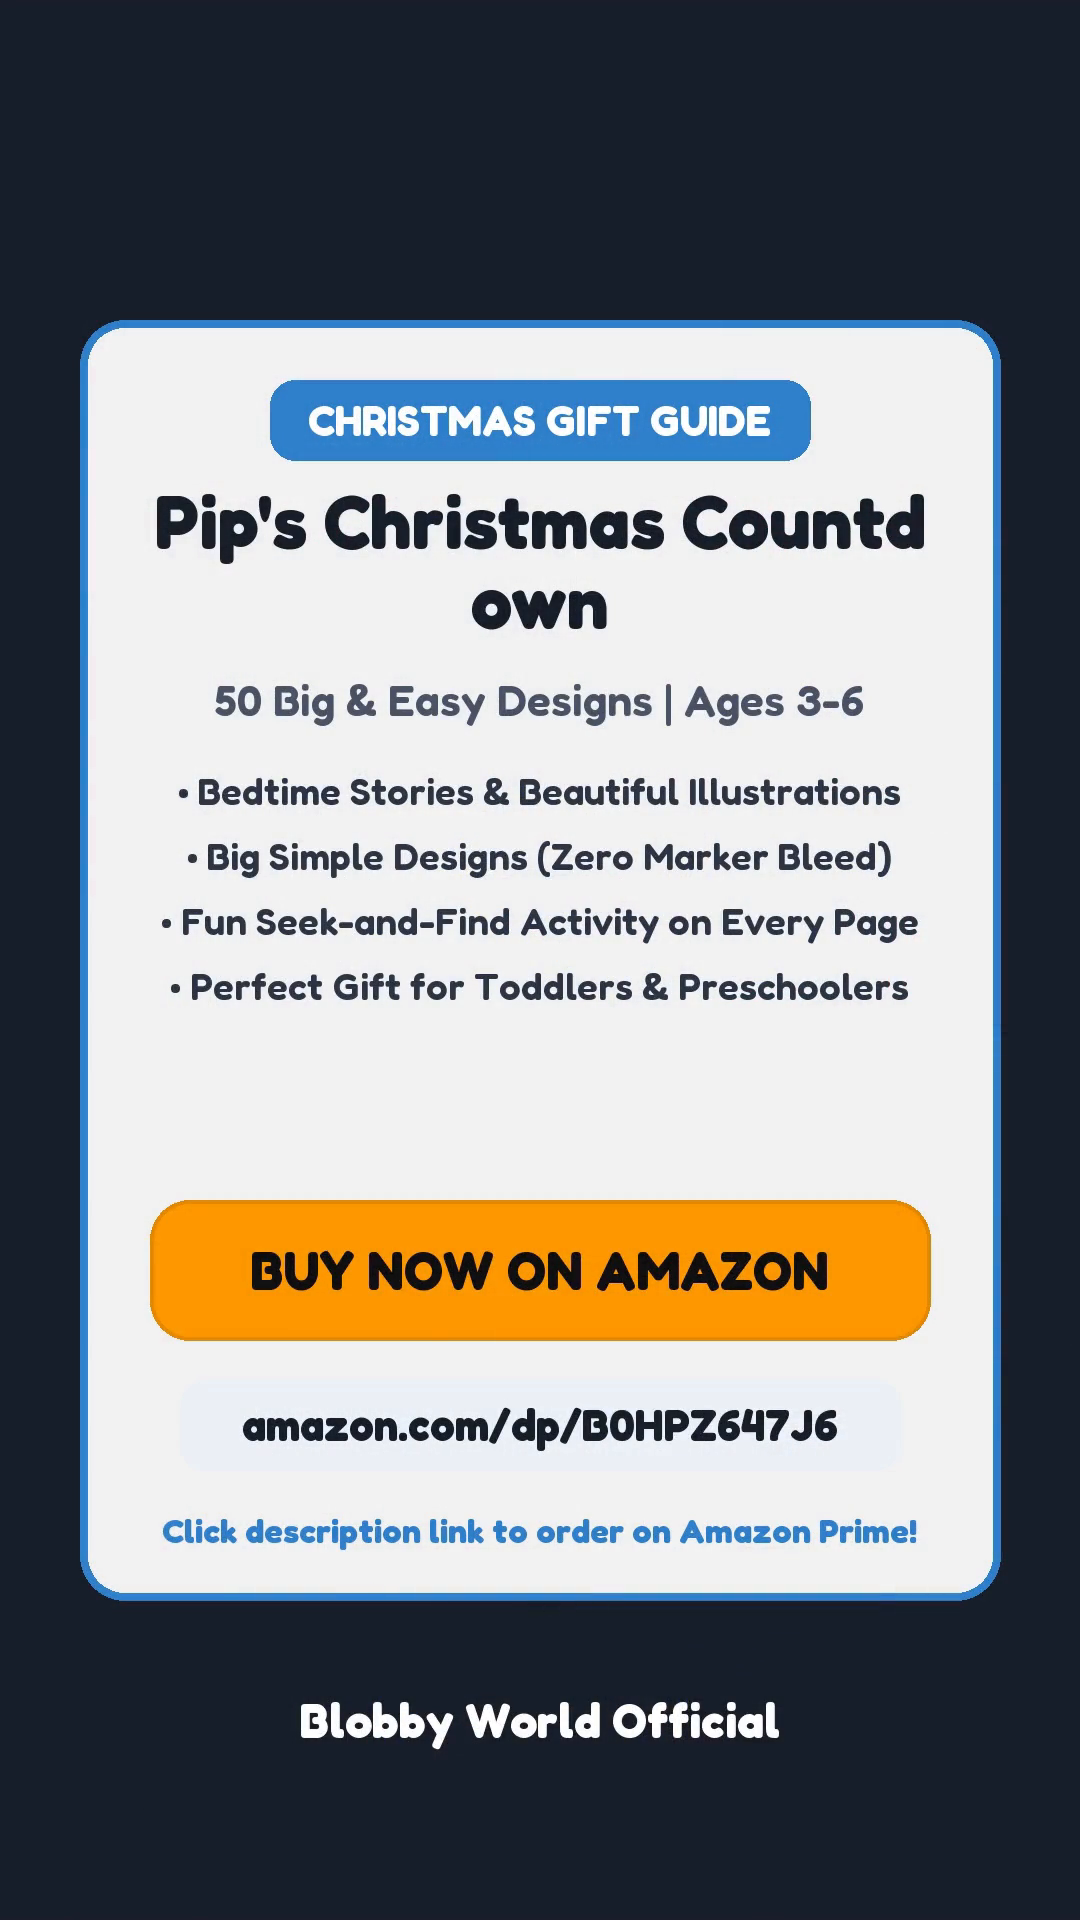 CHRISTMAS GIFT GUIDE
Pip's Christmas Countd
own
50 Big & Easy Designs | Ages 3-6
• Bedtime Stories & Beautiful Illustrations
• Big Simple Designs (Zero Marker Bleed)
• Fun Seek-and-Find Activity on Every Page
• Perfect Gift for Toddlers & Preschoolers
BUY NOW ON AMAZON
amazon.com/dp/B0HPZ647J6
Click description link to order on Amazon Prime!
Blobby World Official